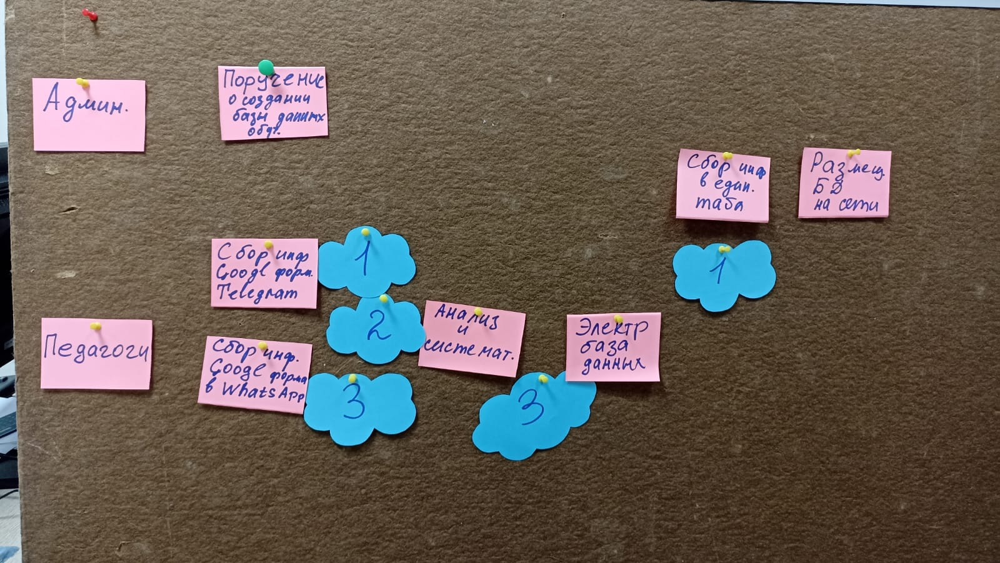 Админ.
Поручение
о создании
базы данных
обуч.
Сбор инф
в един.
табл
Размещ.
БД
на сети
Сбор инф
Googl форм.
Telegram
1
1
2
Анализ
и
системат.
Электр
база
данных
Педагоги
Сбор инф.
Googl форма
в WhatsApp
3
3